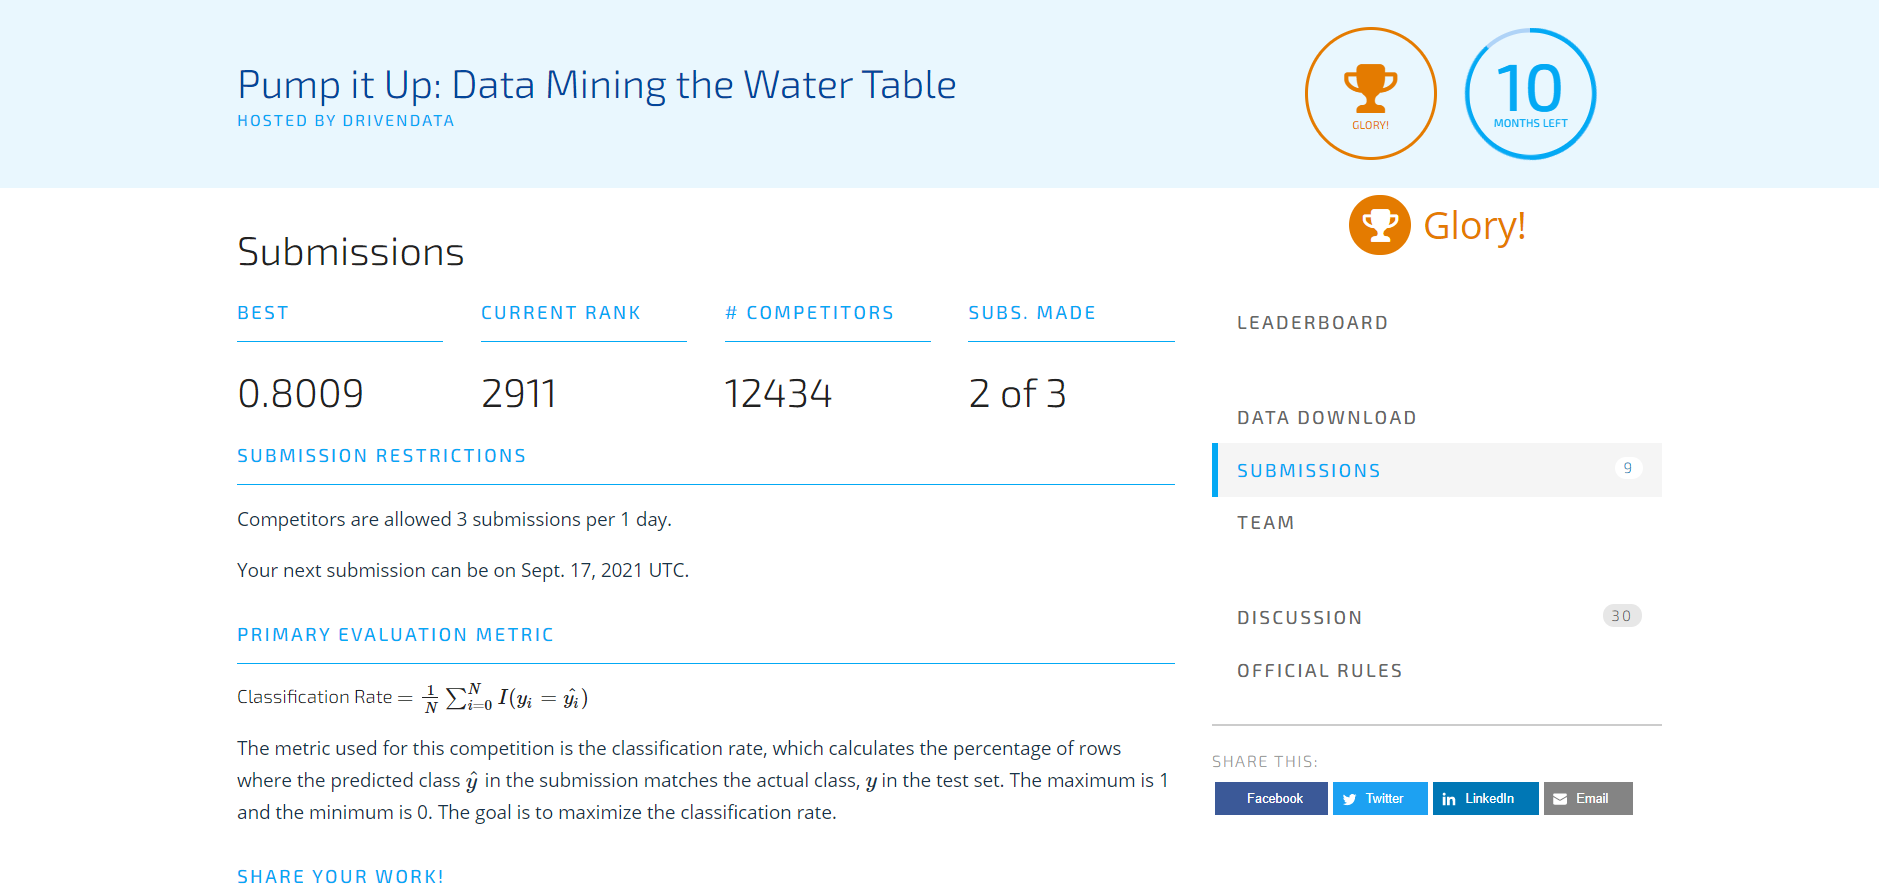 Pump it Up: Data Mining the Water Table
HOSTED BY DRIVENDATA
GLORY!
10
MONTHS LEFT
Glory!
Submissions
BEST
CURRENT RANK
# COMPETITORS
SUBS. MADE
0.8009
2911
12434
2 of 3
SUBMISSION RESTRICTIONS
Competitors are allowed 3 submissions per 1 day.
Your next submission can be on Sept. 17, 2021 UTC.
PRIMARY EVALUATION METRIC
Classification Rate = \frac{1}{N} \sum_{i=0}^{N} I(y_i = \hat{y_i})
The metric used for this competition is the classification rate, which calculates the percentage of rows
where the predicted class ŷ in the submission matches the actual class, y in the test set. The maximum is 1
and the minimum is 0. The goal is to maximize the classification rate.
SHARE YOUR WORK!
LEADERBOARD
DATA DOWNLOAD
SUBMISSIONS 9
TEAM
DISCUSSION 30
OFFICIAL RULES
SHARE THIS:
Facebook
Twitter
in LinkedIn
Email